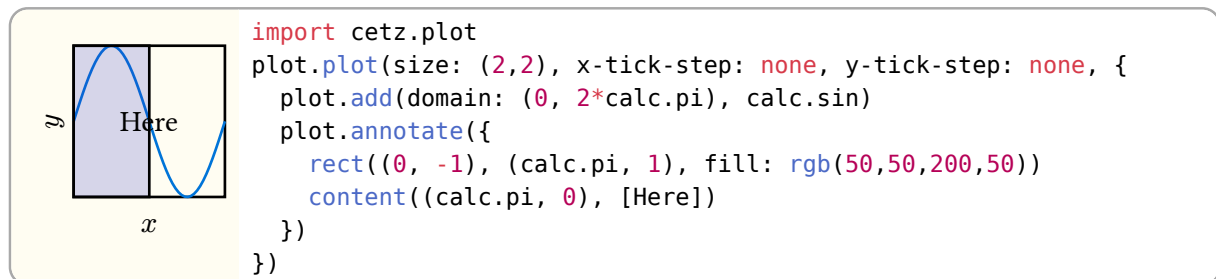 y
Here
x
import cetz.plot
plot.plot(size: (2,2), x-tick-step: none, y-tick-step: none, {
  plot.add(domain: (0, 2*calc.pi), calc.sin)
  plot.annotate({
    rect((0, -1), (calc.pi, 1), fill: rgb(50,50,200,50))
    content((calc.pi, 0), [Here])
  })
})